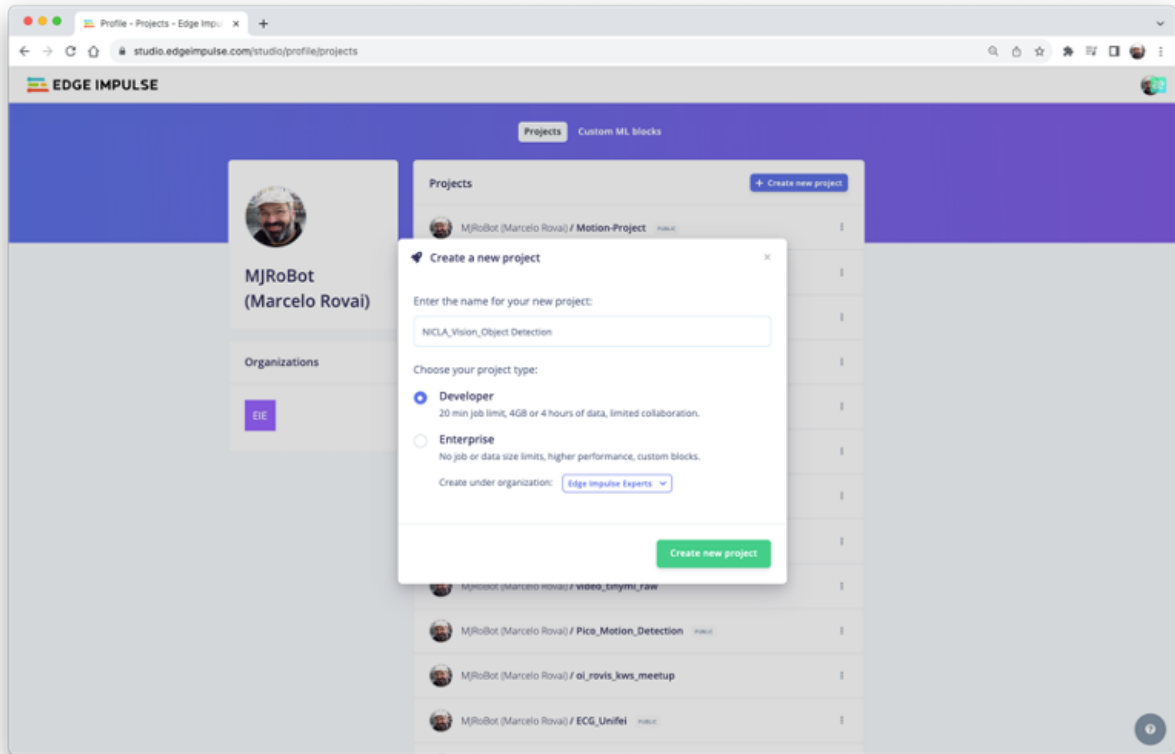 Profile - Projects - Edge Impul
studio.edgeimpulse.com/studio/profile/projects
EDGE IMPULSE
Projects
Custom ML blocks
MJRoBot
(Marcelo Rovai)
Organizations
EIE
Projects
+ Create new project
MJRoBot (Marcelo Rovai) / Motion-Project PUBLIC
Create a new project
Enter the name for your new project:
NICLA_Vision_Object Detection
Choose your project type:
Developer
20 min job limit, 4GB or 4 hours of data, limited collaboration.
Enterprise
No job or data size limits, higher performance, custom blocks.
Create under organization: Edge Impulse Experts
Create new project
MJRoBot (Marcelo Rovai) / video_tinyml_raw
MJRoBot (Marcelo Rovai) / Pico_Motion_Detection PUBLIC
MJRoBot (Marcelo Rovai) / oi_rovis_kws_meetup
MJRoBot (Marcelo Rovai) / ECG_Unifei PUBLIC